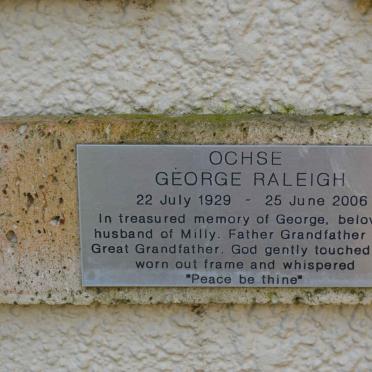 OCHSE
GEORGE RALEIGH
22 July 1929 - 25 June 2006
In treasured memory of George,
husband of Milly. Father Grandfather
Great Grandfather. God gently touched
worn out frame and whispered
"Peace be thine"